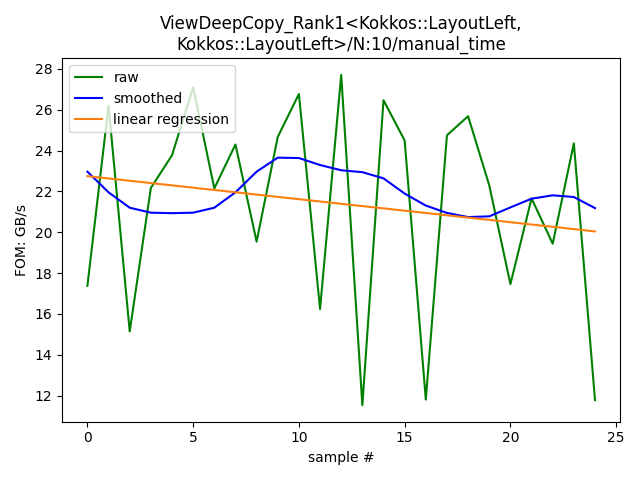 ViewDeepCopy_Rank1<Kokkos::LayoutLeft,
Kokkos::LayoutLeft>/N:10/manual_time
raw
smoothed
linear regression
FOM: GB/s
28
26
24
22
20
18
16
14
12
0
5
10
15
20
25
sample #